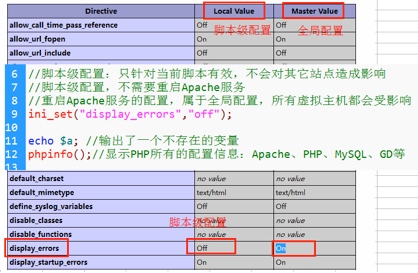 Directive Local Value Master Value
allow_call_time_pass_reference Off Off
脚本级配置 全局配置
allow_url_fopen On On
allow_url_include Off Off
6 //脚本级配置：只针对当前脚本有效，不会对其它站点造成影响
7 //脚本级配置，不需要重启Apache服务
8 //重启Apache服务的配置，属于全局配置，所有虚拟主机都会受影响
9 ini_set("display_errors","off");
10
11 echo $a; //输出了一个不存在的变量
12 phpinfo();//显示PHP所有的配置信息：Apache、PHP、MySQL、GD等
13
default_charset no value no value
default_mimetype text/html text/html
define_syslog_variables Off Off
disable_classes no value no value
脚本级配置
disable_functions no value no value
display_errors Off On
display_startup_errors On On